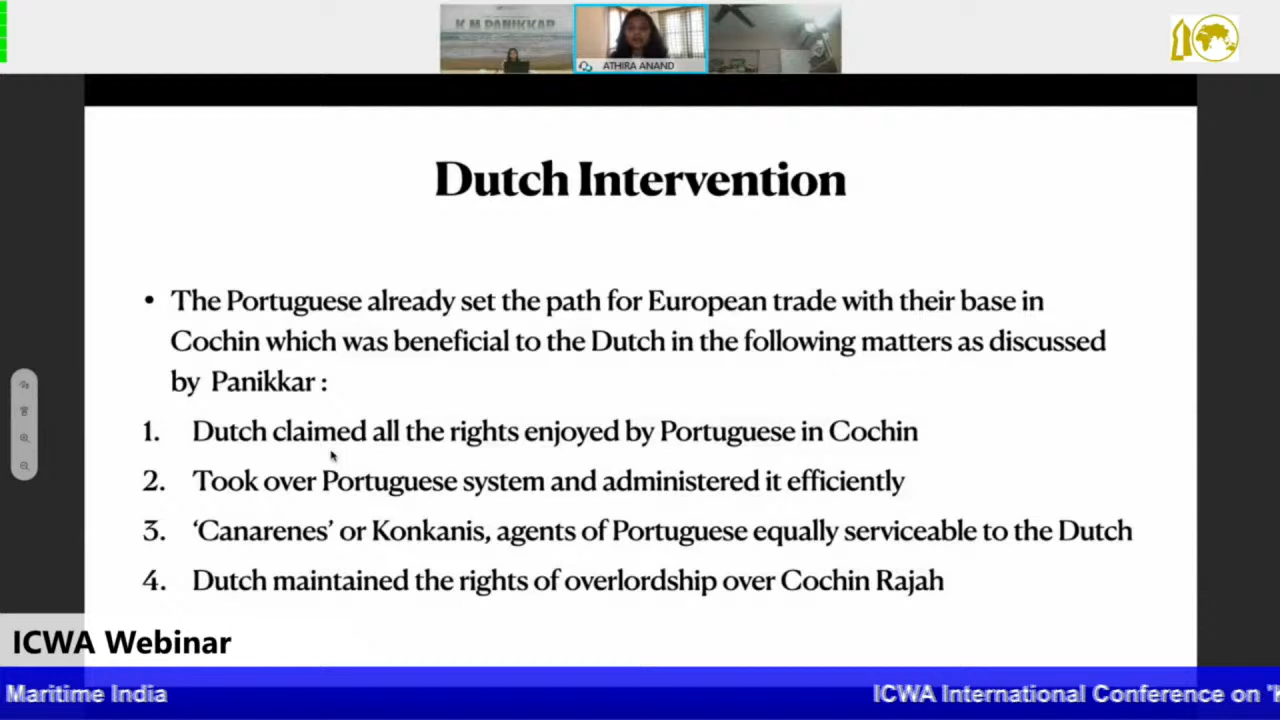 K M PANIKKAR
ATHIRA ANAND
Dutch Intervention
• The Portuguese already set the path for European trade with their base in
Cochin which was beneficial to the Dutch in the following matters as discussed
by Panikkar :
1. Dutch claimed all the rights enjoyed by Portuguese in Cochin
2. Took over Portuguese system and administered it efficiently
3. ‘Canarenes’ or Konkanis, agents of Portuguese equally serviceable to the Dutch
4. Dutch maintained the rights of overlordship over Cochin Rajah
ICWA Webinar
Maritime India
ICWA International Conference on 'K